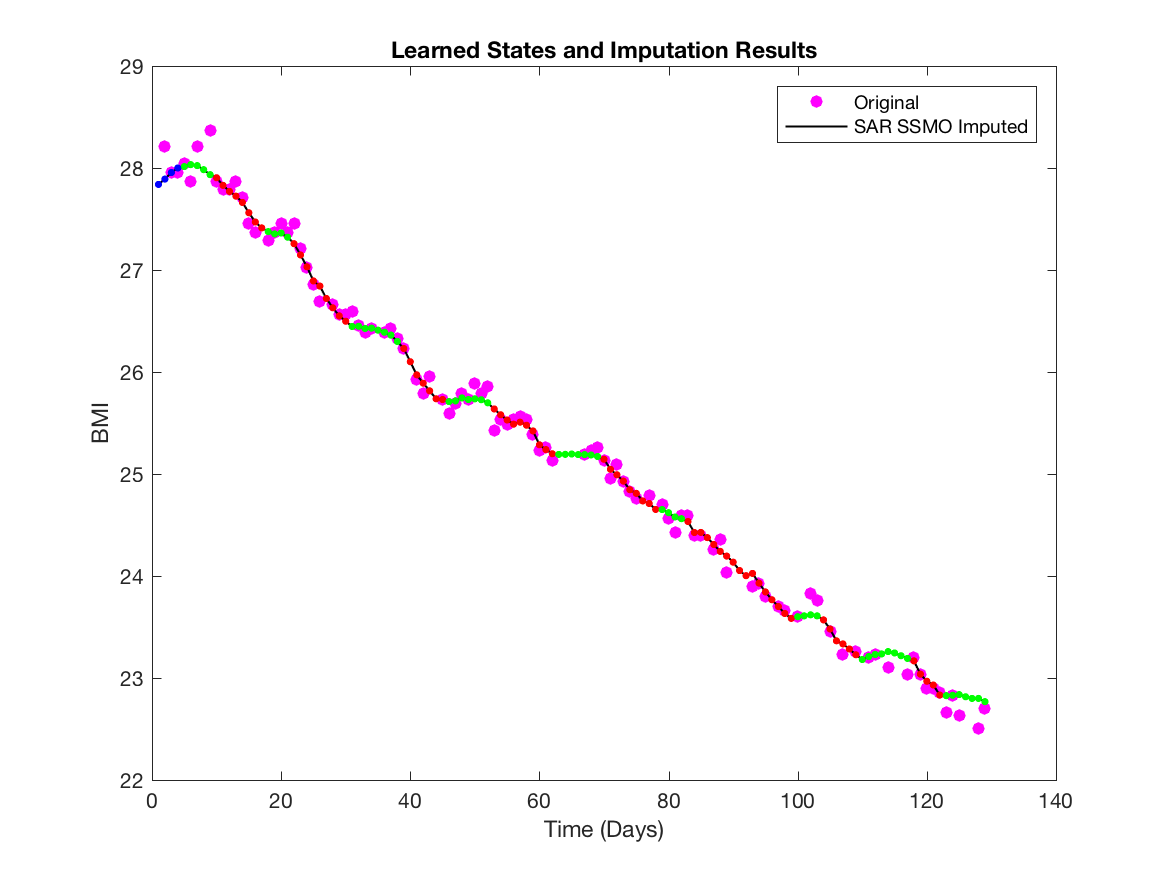 Learned States and Imputation Results
Original
SAR SSMO Imputed
29
28
27
26
25
24
23
22
BMI
0 20 40 60 80 100 120 140
Time (Days)